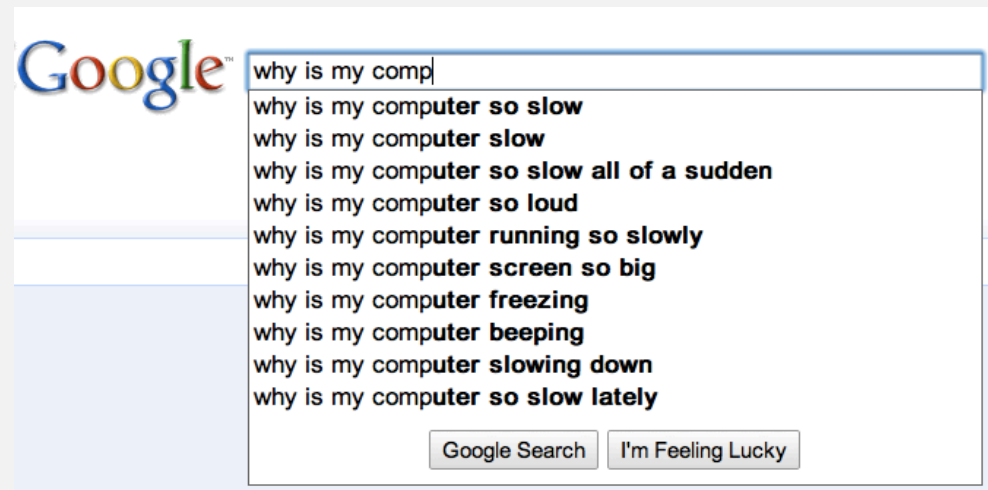 Google™
why is my comp
why is my computer so slow
why is my computer slow
why is my computer so slow all of a sudden
why is my computer so loud
why is my computer running so slowly
why is my computer screen so big
why is my computer freezing
why is my computer beeping
why is my computer slowing down
why is my computer so slow lately
Google Search I'm Feeling Lucky